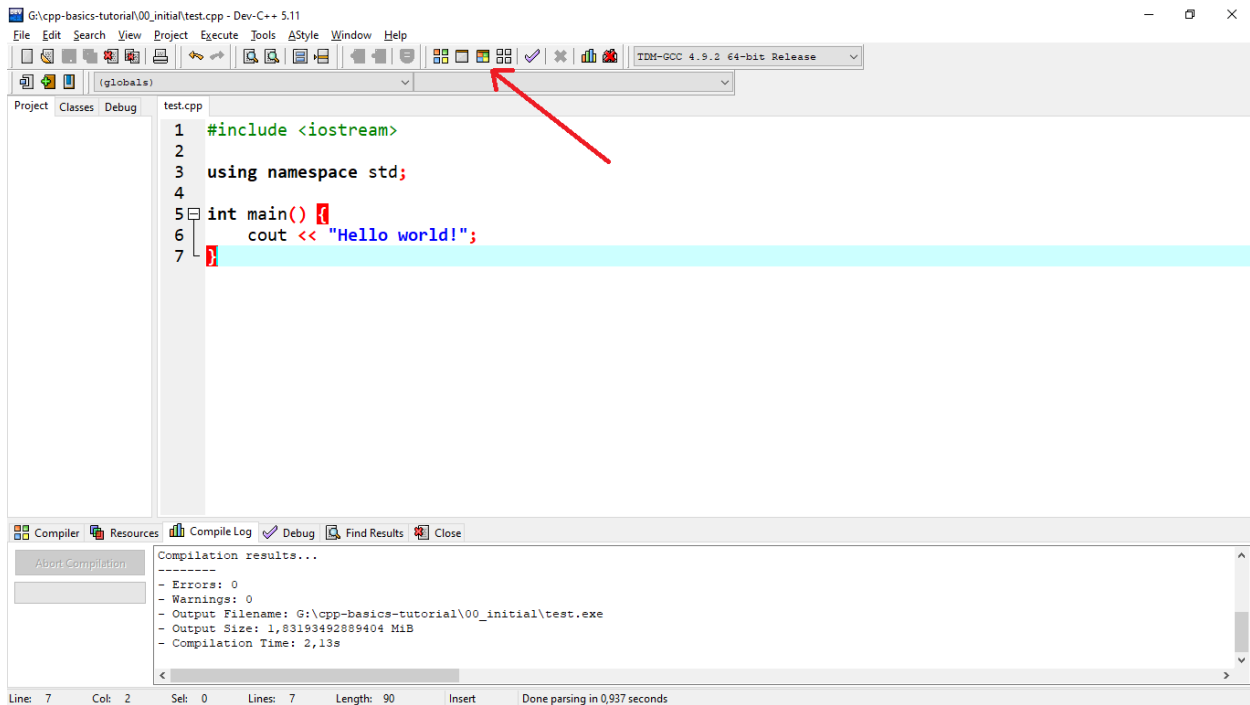 G:\cpp-basics-tutorial\00_initial\test.cpp - Dev-C++ 5.11
File Edit Search View Project Execute Tools AStyle Window Help
TDM-GCC 4.9.2 64-bit Release
(globals)
Project Classes Debug
test.cpp
1 #include <iostream>
2
3 using namespace std;
4
5 int main() {
6 cout << "Hello world!";
7 }
Compiler Resources Compile Log Debug Find Results Close
Abort Compilation
Compilation results...
--------
- Errors: 0
- Warnings: 0
- Output Filename: G:\cpp-basics-tutorial\00_initial\test.exe
- Output Size: 1,83193492889404 MiB
- Compilation Time: 2,13s
Line: 7 Col: 2 Sel: 0 Lines: 7 Length: 90 Insert Done parsing in 0,937 seconds